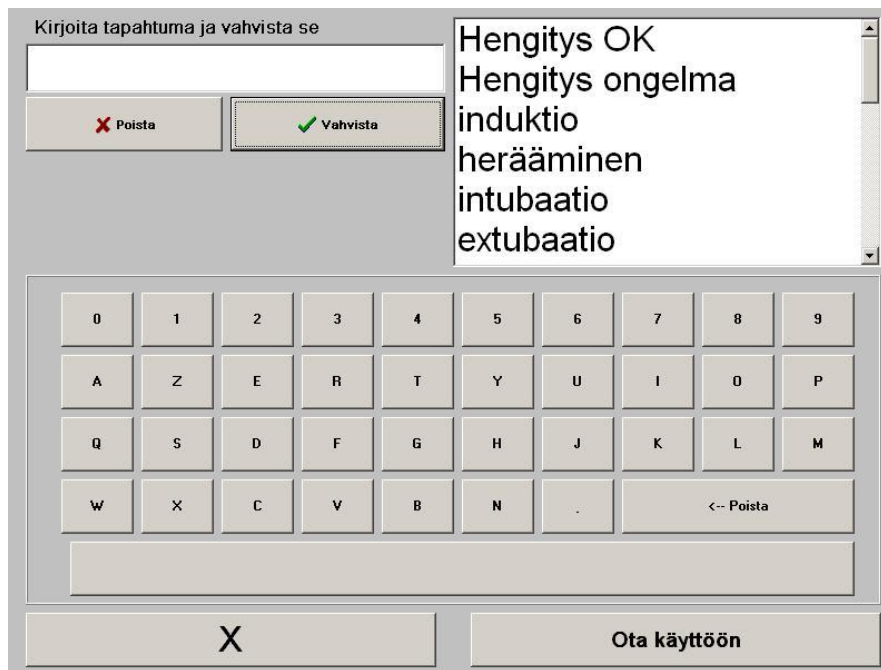 Kirjoita tapahtuma ja vahvista se
Poista
Vahvista
Hengitys OK
Hengitys ongelma
induktio
herääminen
intubaatio
extubaatio
0 1 2 3 4 5 6 7 8 9
A Z E R T Y U I O P
Q S D F G H J K L M
W X C V B N . <-- Poista
X
Ota käyttöön